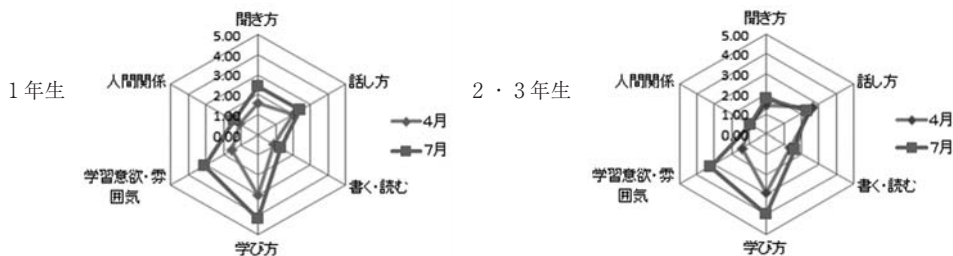 1年生
聞き方
5.00
4.00
3.00
2.00
1.00
0.00
人間関係
話し方
4月
7月
学習意欲・雰
囲気
書く・読む
学び方
2・3年生
聞き方
5.00
4.00
3.00
2.00
1.00
0.00
人間関係
話し方
4月
7月
学習意欲・雰
囲気
書く・読む
学び方